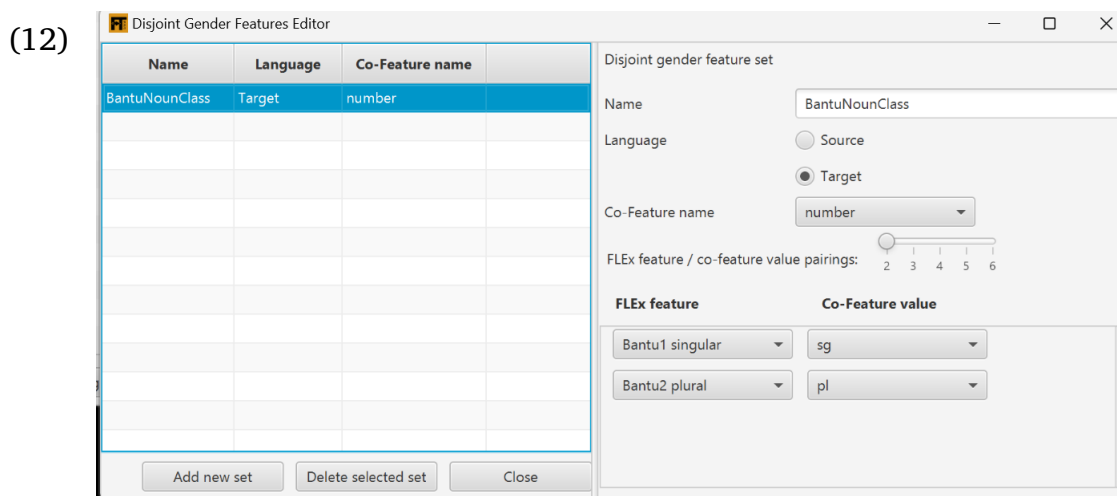 (12)
FT Disjoint Gender Features Editor
Name Language Co-Feature name
BantuNounClass Target number
Add new set Delete selected set Close
Disjoint gender feature set
Name BantuNounClass
Language Source
Target
Co-Feature name number
FLEx feature / co-feature value pairings: 2 3 4 5 6
FLEx feature Co-Feature value
Bantu1 singular sg
Bantu2 plural pl